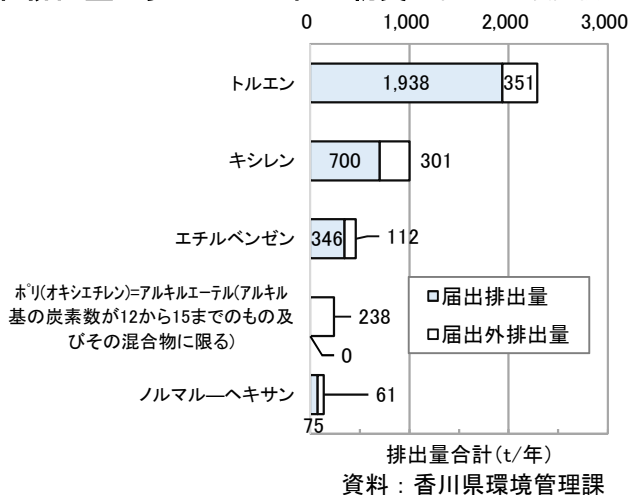 0 1,000 2,000 3,000
トルエン 1,938 351
キシレン 700 301
エチルベンゼン 346 112
ﾎﾟﾘ(ｵｷｼｴﾁﾚﾝ)=ｱﾙｷﾙｴｰﾃﾙ(ｱﾙｷﾙ
基の炭素数が12から15までのもの及
びその混合物に限る)
238
0
ノルマル―ヘキサン 61
75
届出排出量
届出外排出量
排出量合計(t/年)
資料：香川県環境管理課